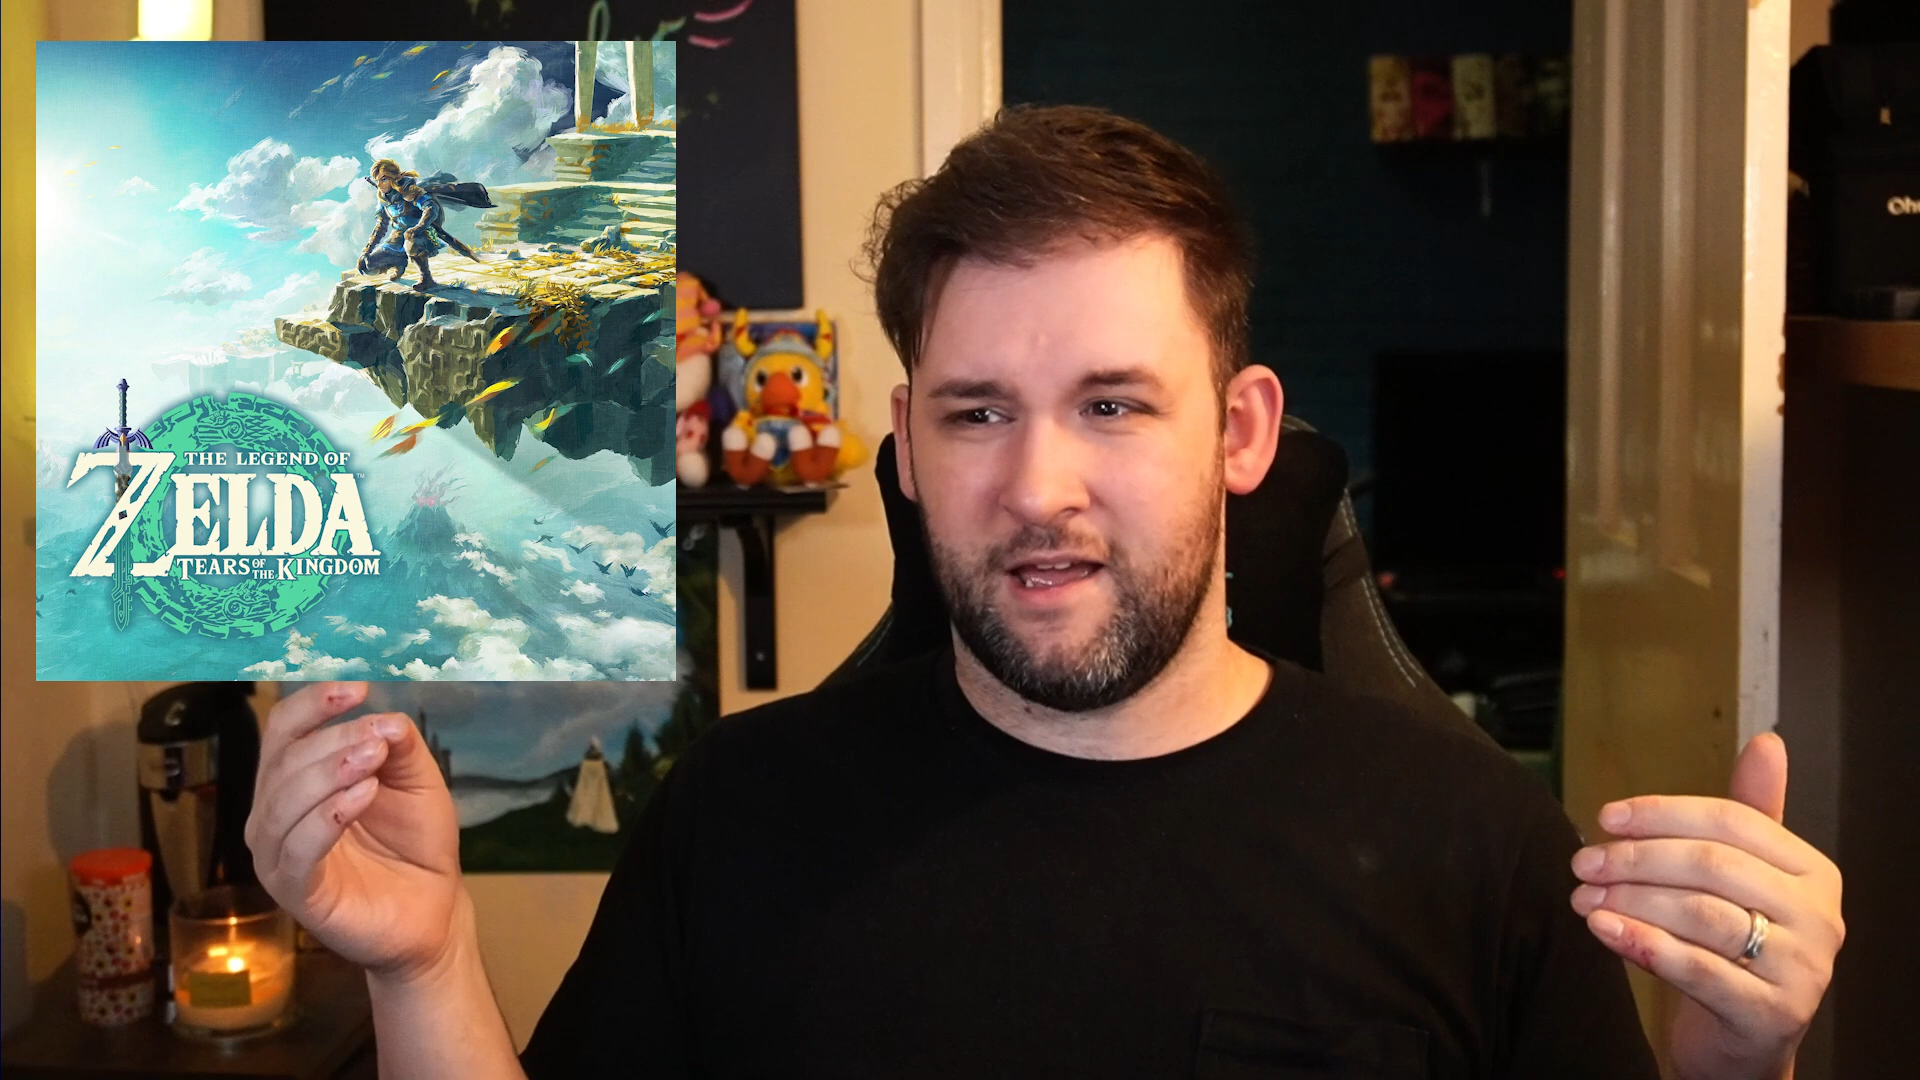 THE LEGEND OF
ZELDA
TEARS OF THE KINGDOM